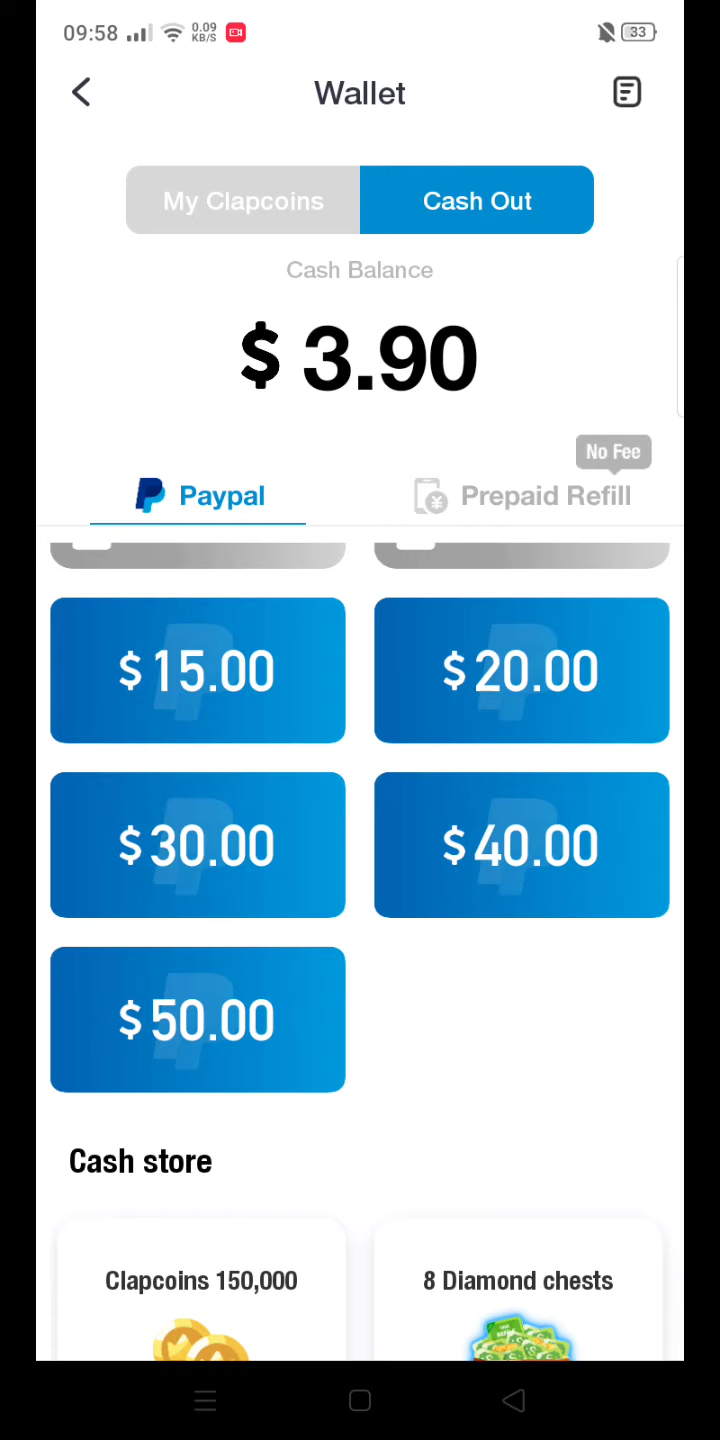 09:58 0.09 KB/S 33
Wallet
My Clapcoins Cash Out
Cash Balance
$ 3.90
No Fee
Paypal Prepaid Refill
$ 15.00 $ 20.00
$ 30.00 $ 40.00
$ 50.00
Cash store
Clapcoins 150,000 8 Diamond chests